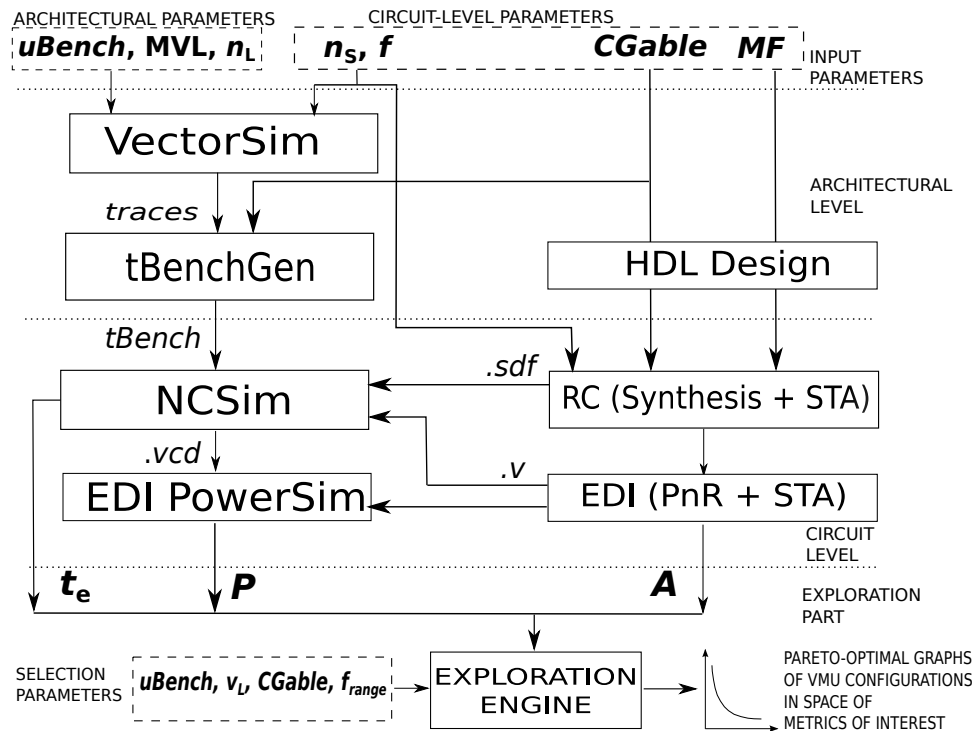 ARCHITECTURAL PARAMETERS
CIRCUIT-LEVEL PARAMETERS
uBench, MVL, nL
nS, f
CGable
MF
INPUT
PARAMETERS
VectorSim
traces
ARCHITECTURAL
LEVEL
tBenchGen
HDL Design
tBench
.sdf
NCSim
RC (Synthesis + STA)
.vcd
.v
EDI PowerSim
EDI (PnR + STA)
CIRCUIT
LEVEL
te
P
A
EXPLORATION
PART
SELECTION
PARAMETERS
uBench, vL, CGable, frange
EXPLORATION
ENGINE
PARETO-OPTIMAL GRAPHS
OF VMU CONFIGURATIONS
IN SPACE OF
METRICS OF INTEREST